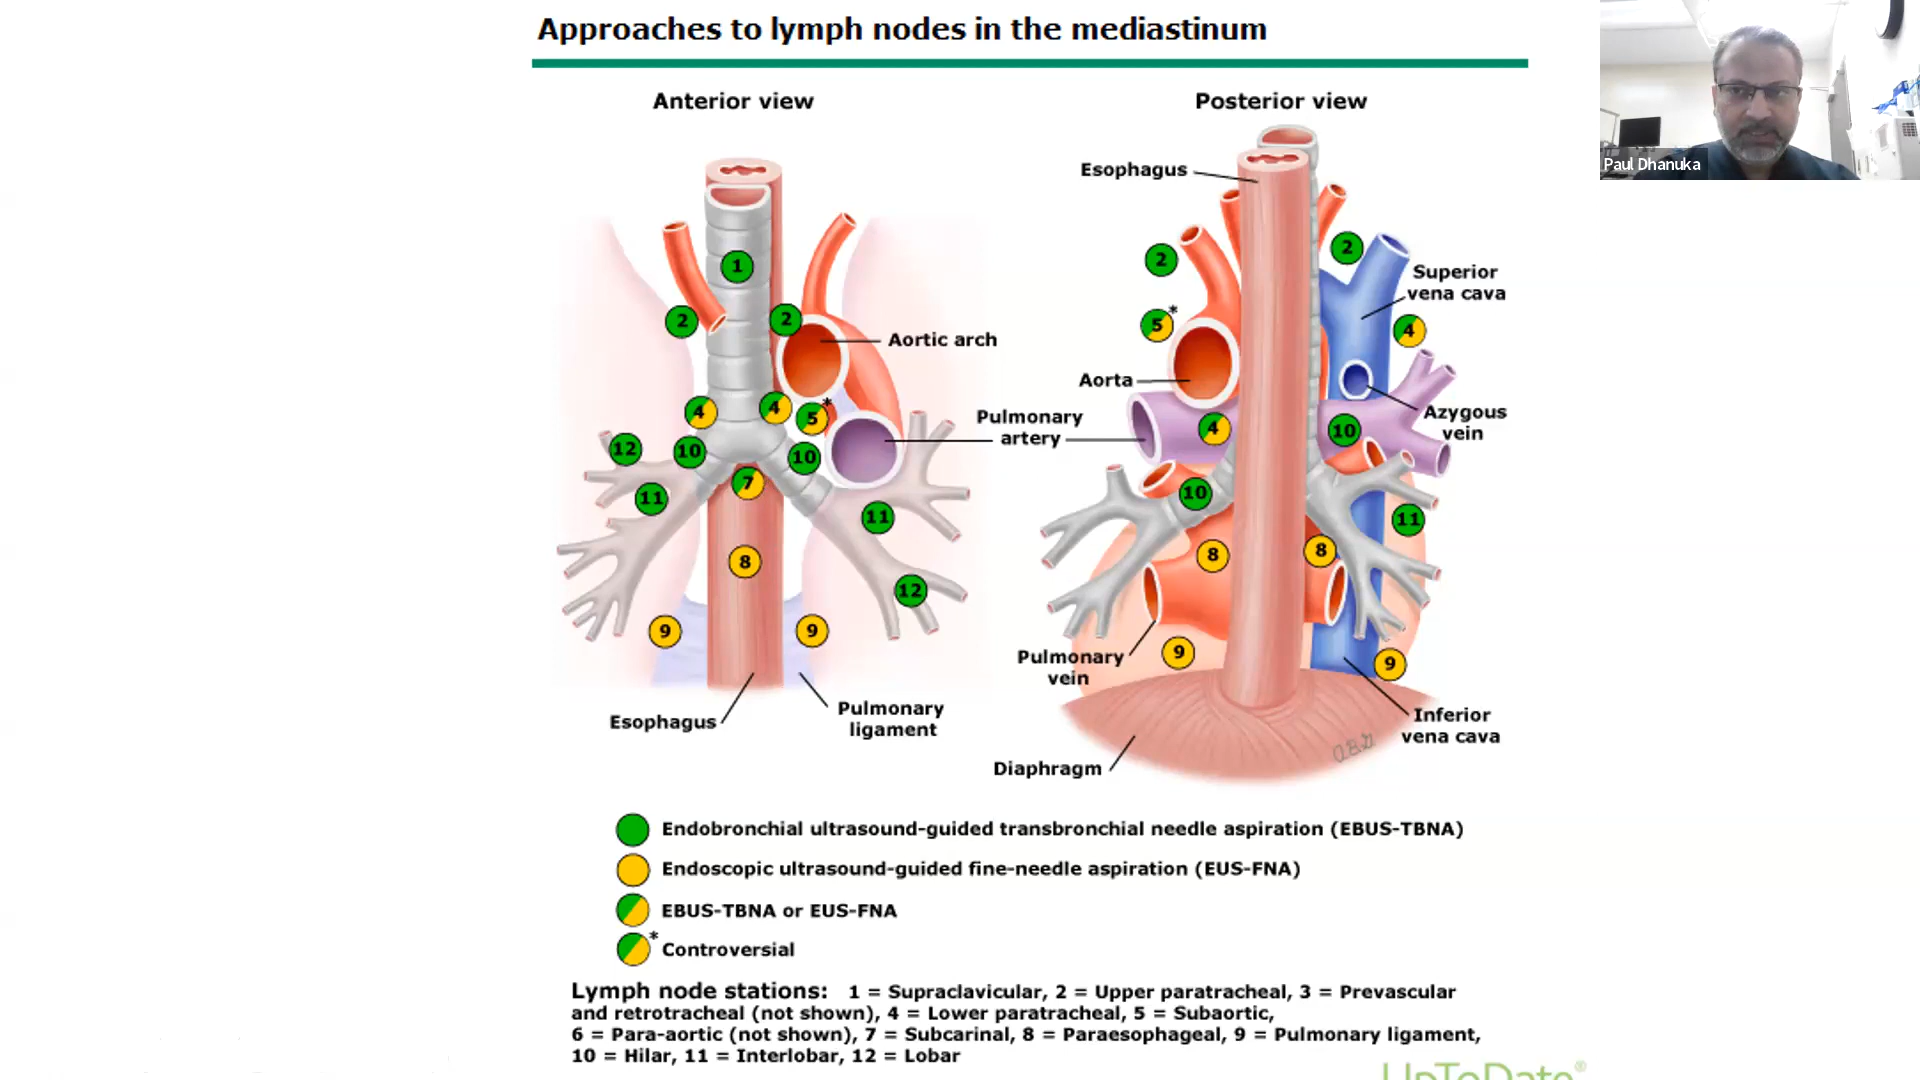 Approaches to lymph nodes in the mediastinum
Paul Dhanuka
Anterior view
Posterior view
Esophagus
1
2
2
Aortic arch
4
4
5*
12
10
10
11
7
11
8
12
9
9
Esophagus
Pulmonary
ligament
Pulmonary
artery
2
2
Superior
vena cava
5*
4
Aorta
4
10
Azygous
vein
10
11
8
8
Pulmonary
vein
9
9
Inferior
vena cava
Diaphragm
Endobronchial ultrasound-guided transbronchial needle aspiration (EBUS-TBNA)
Endoscopic ultrasound-guided fine-needle aspiration (EUS-FNA)
EBUS-TBNA or EUS-FNA
* Controversial
Lymph node stations: 1 = Supraclavicular, 2 = Upper paratracheal, 3 = Prevascular
and retrotracheal (not shown), 4 = Lower paratracheal, 5 = Subaortic,
6 = Para-aortic (not shown), 7 = Subcarinal, 8 = Paraesophageal, 9 = Pulmonary ligament,
10 = Hilar, 11 = Interlobar, 12 = Lobar
UpToDate®